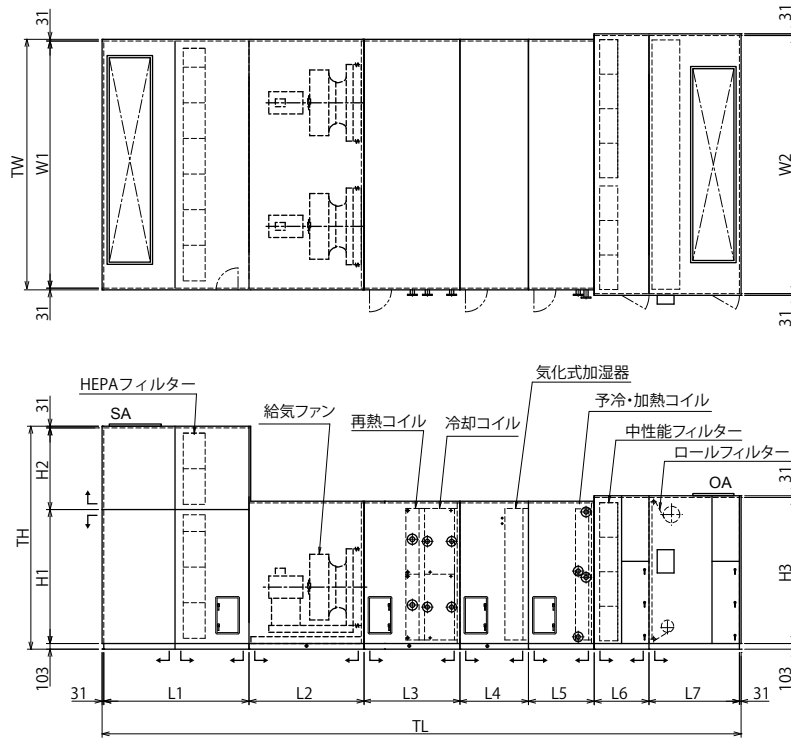 31
31
TW
W1
W2
31
31
気化式加湿器
HEPAフィルター
給気ファン
再熱コイル
冷却コイル
予冷・加熱コイル
中性能フィルター
ロールフィルター
31
SA
31
OA
H2
TH
H1
H3
103
103
31
L1
L2
L3
L4
L5
L6
L7
31
TL